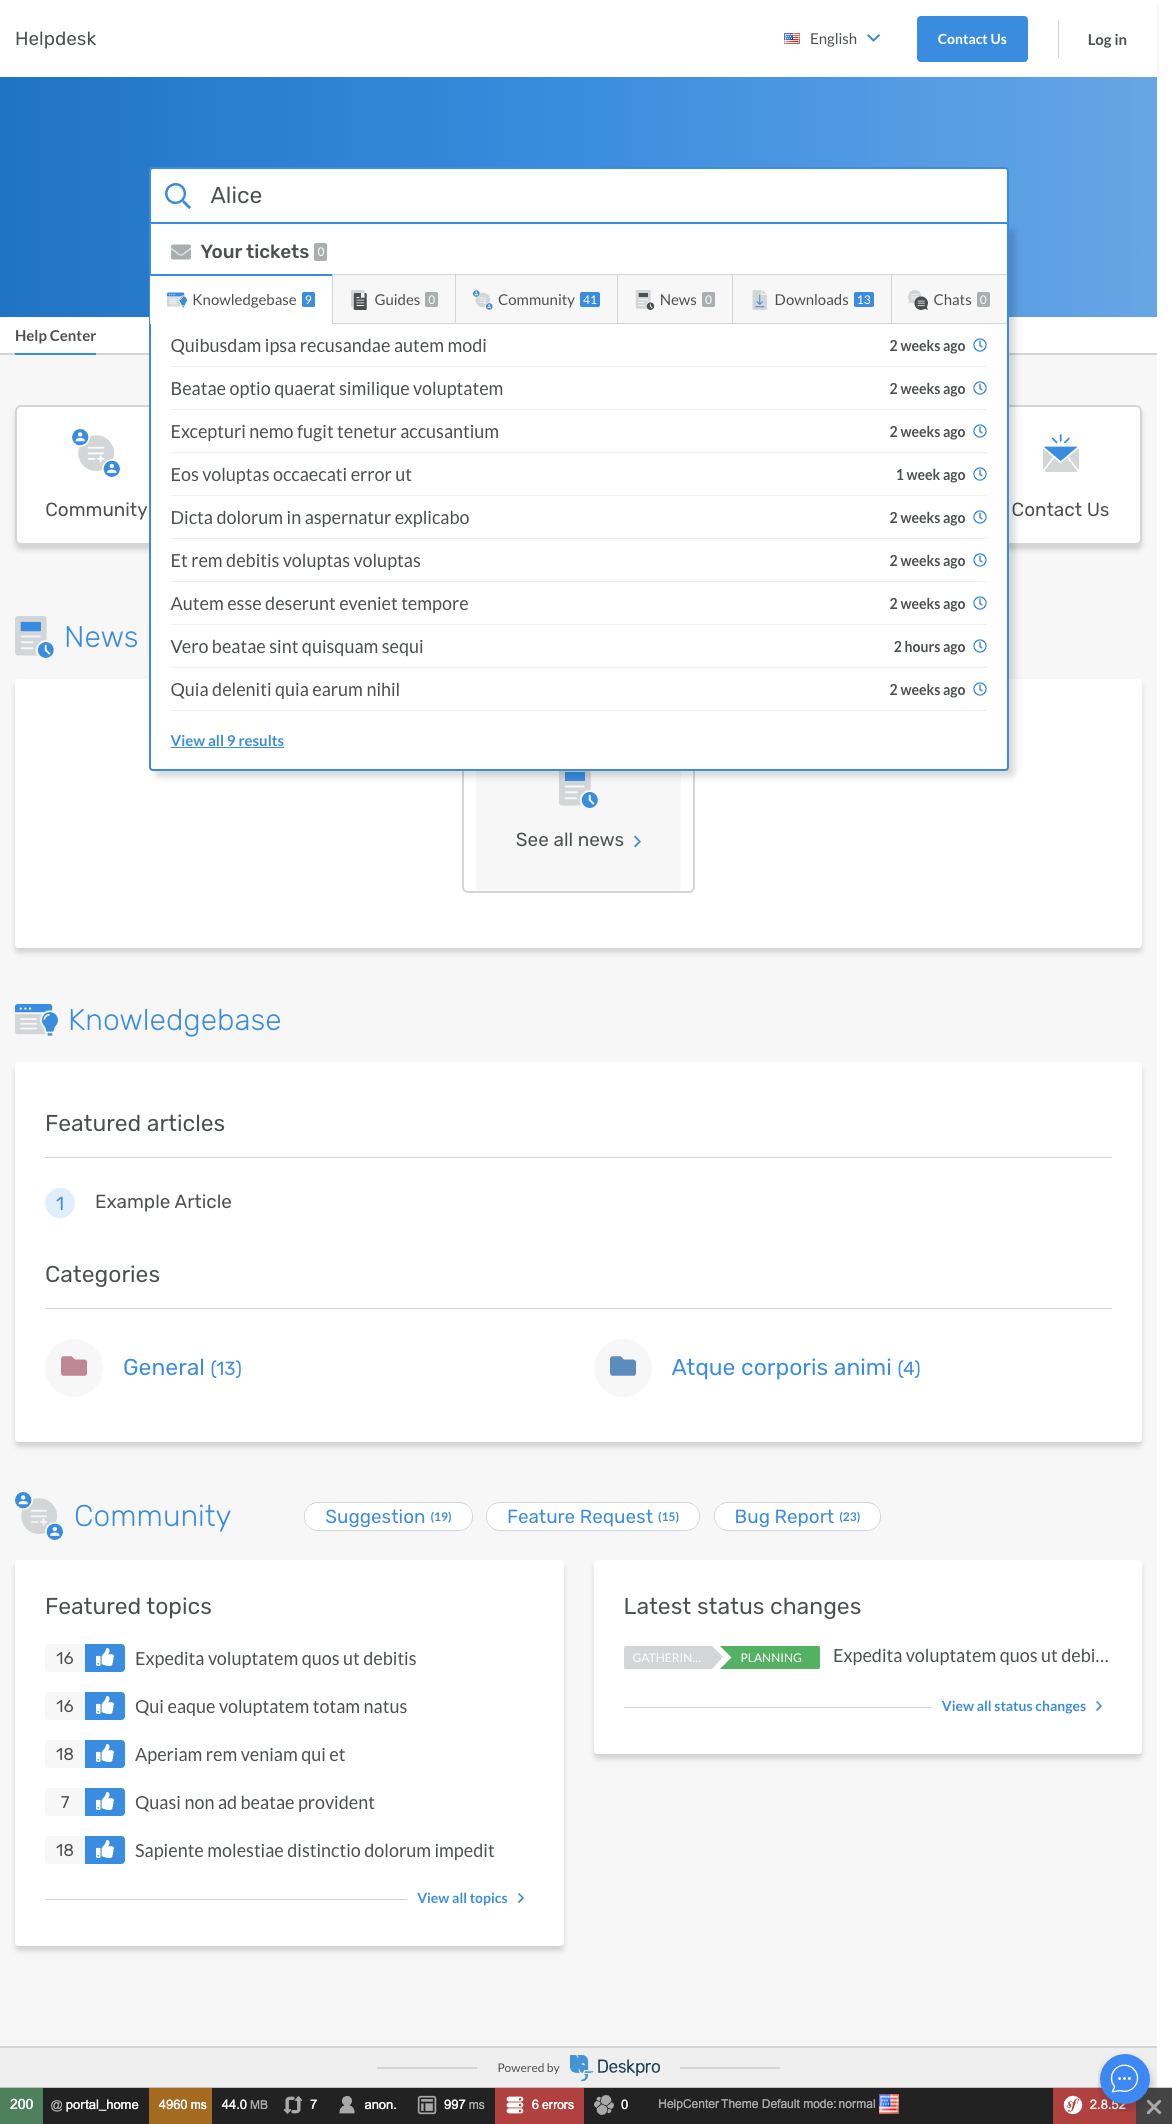 Helpdesk
English
Contact Us
Log in
Alice
Your tickets 0
Knowledgebase 9
Guides 0
Community 41
News 0
Downloads 13
Chats 0
Help Center
Quibusdam ipsa recusandae autem modi 2 weeks ago
Beatae optio quaerat similique voluptatem 2 weeks ago
Excepturi nemo fugit tenetur accusantium 2 weeks ago
Eos voluptas occaecati error ut 1 week ago
Dicta dolorum in aspernatur explicabo 2 weeks ago
Et rem debitis voluptas voluptas 2 weeks ago
Autem esse deserunt eveniet tempore 2 weeks ago
Vero beatae sint quisquam sequi 2 hours ago
Quia deleniti quia earum nihil 2 weeks ago
View all 9 results
Community
Contact Us
News
See all news
Knowledgebase
Featured articles
1 Example Article
Categories
General (13)
Atque corporis animi (4)
Community
Suggestion (19)
Feature Request (15)
Bug Report (23)
Featured topics
16 Expedita voluptatem quos ut debitis
16 Qui eaque voluptatem totam natus
18 Aperiam rem veniam qui et
7 Quasi non ad beatae provident
18 Sapiente molestiae distinctio dolorum impedit
View all topics
Latest status changes
GATHERIN... PLANNING Expedita voluptatem quos ut debi...
View all status changes
Powered by Deskpro
200 @ portal_home 4960 ms 44.0 MB 7 anon. 997 ms 6 errors 0 HelpCenter Theme Default mode: normal sf 2.8.52